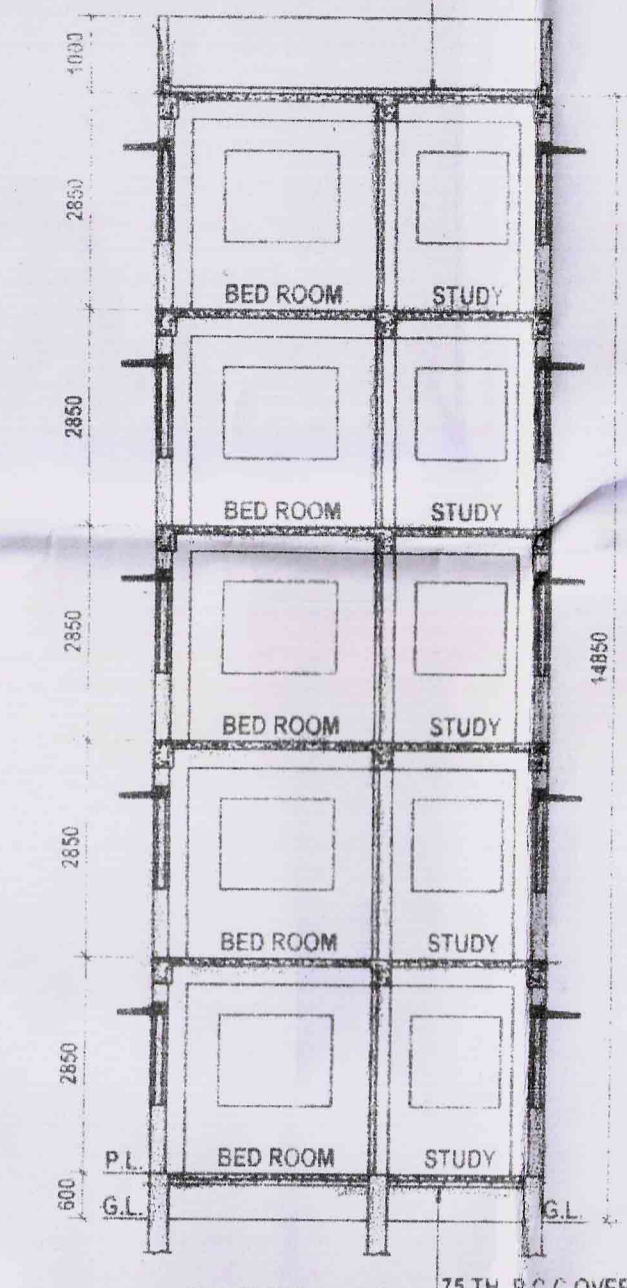 1000
2850
BED ROOM STUDY
2850
BED ROOM STUDY
2850
14850
BED ROOM STUDY
2850
BED ROOM STUDY
2850
BED ROOM STUDY
P.L.
600
G.L. G.L.
75 TH. P.C.C OVER